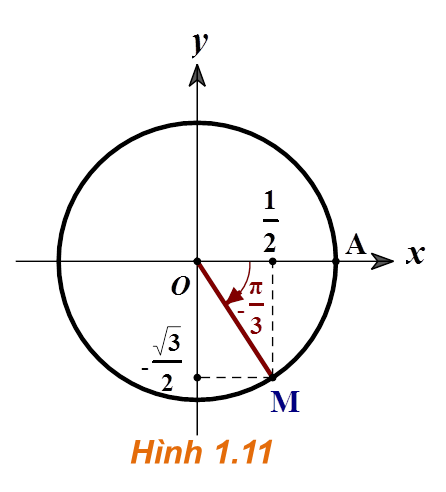 y
1/2
A
x
O
-π/3
-√3/2
M
Hình 1.11